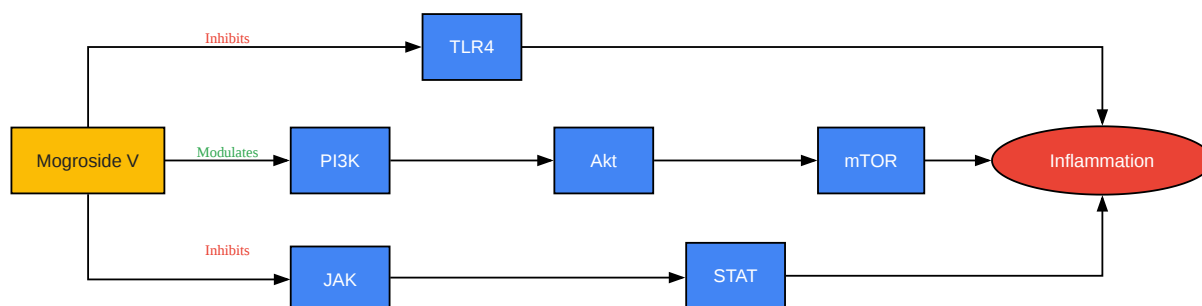 Inhibits
TLR4
Mogroside V
Modulates
PI3K
Akt
mTOR
Inflammation
Inhibits
JAK
STAT